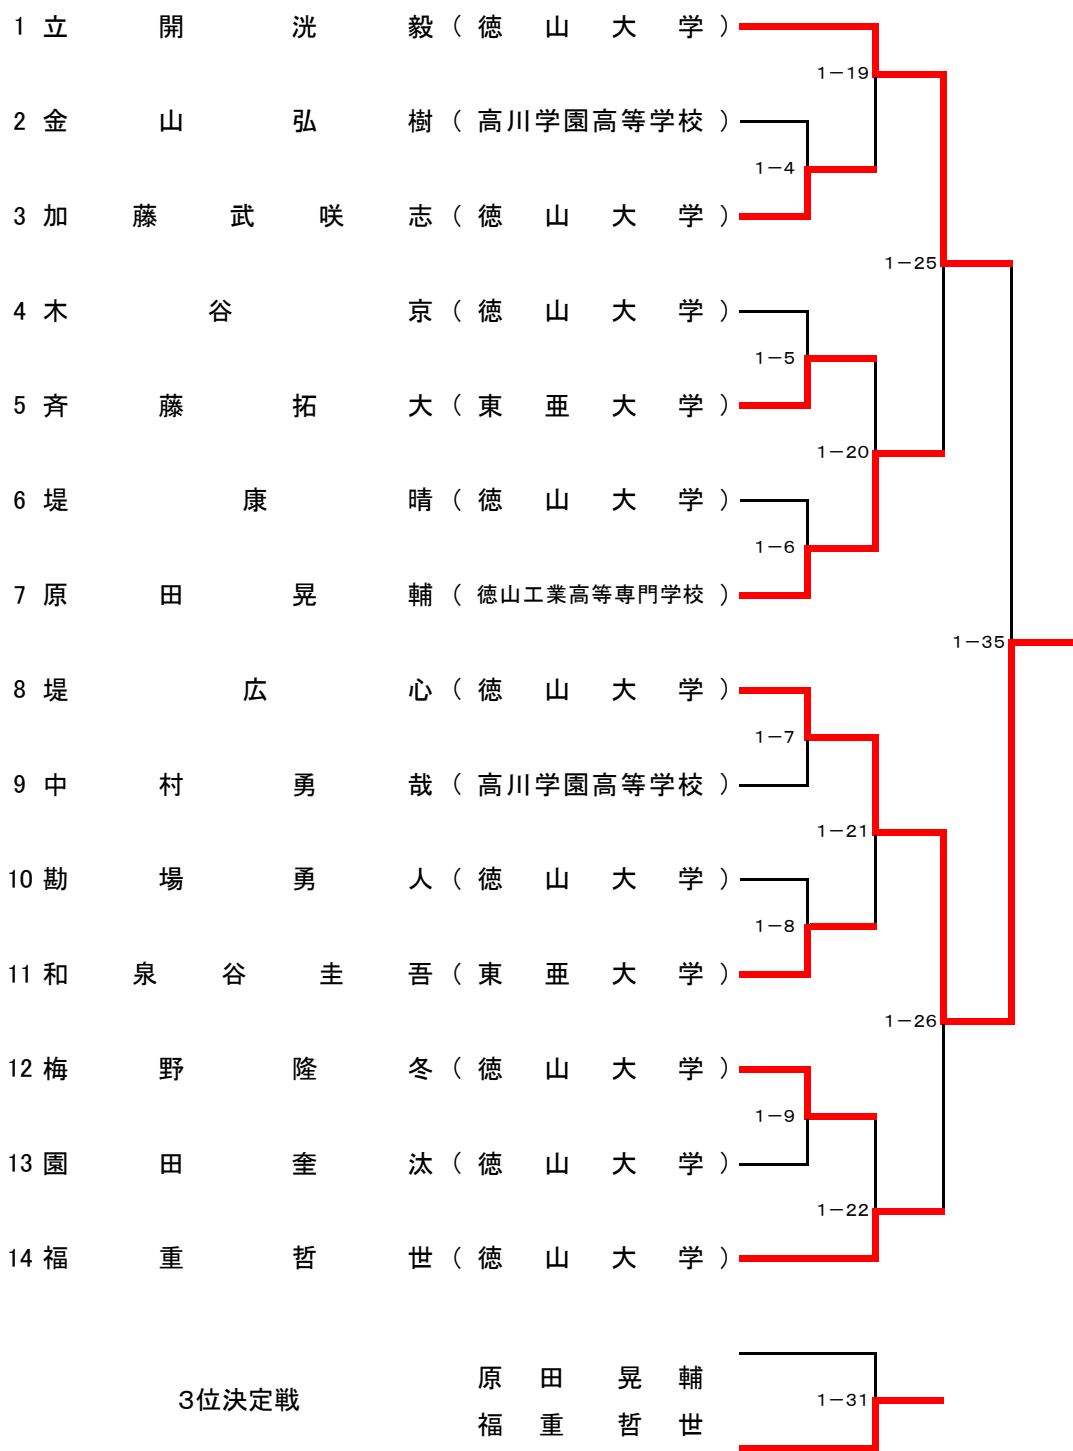 1 立開洸毅（徳山大学）
1－19
2 金山弘樹（高川学園高等学校）
1－4
3 加藤武咲志（徳山大学）
1－25
4 木谷京（徳山大学）
1－5
5 斉藤拓大（東亜大学）
1－20
6 堤康晴（徳山大学）
1－6
7 原田晃輔（徳山工業高等専門学校）
1－35
8 堤広心（徳山大学）
1－7
9 中村勇哉（高川学園高等学校）
1－21
10 勘場勇人（徳山大学）
1－8
11 和泉谷圭吾（東亜大学）
1－26
12 梅野隆冬（徳山大学）
1－9
13 園田奎汰（徳山大学）
1－22
14 福重哲世（徳山大学）
原田晃輔
3位決定戦
1－31
福重哲世